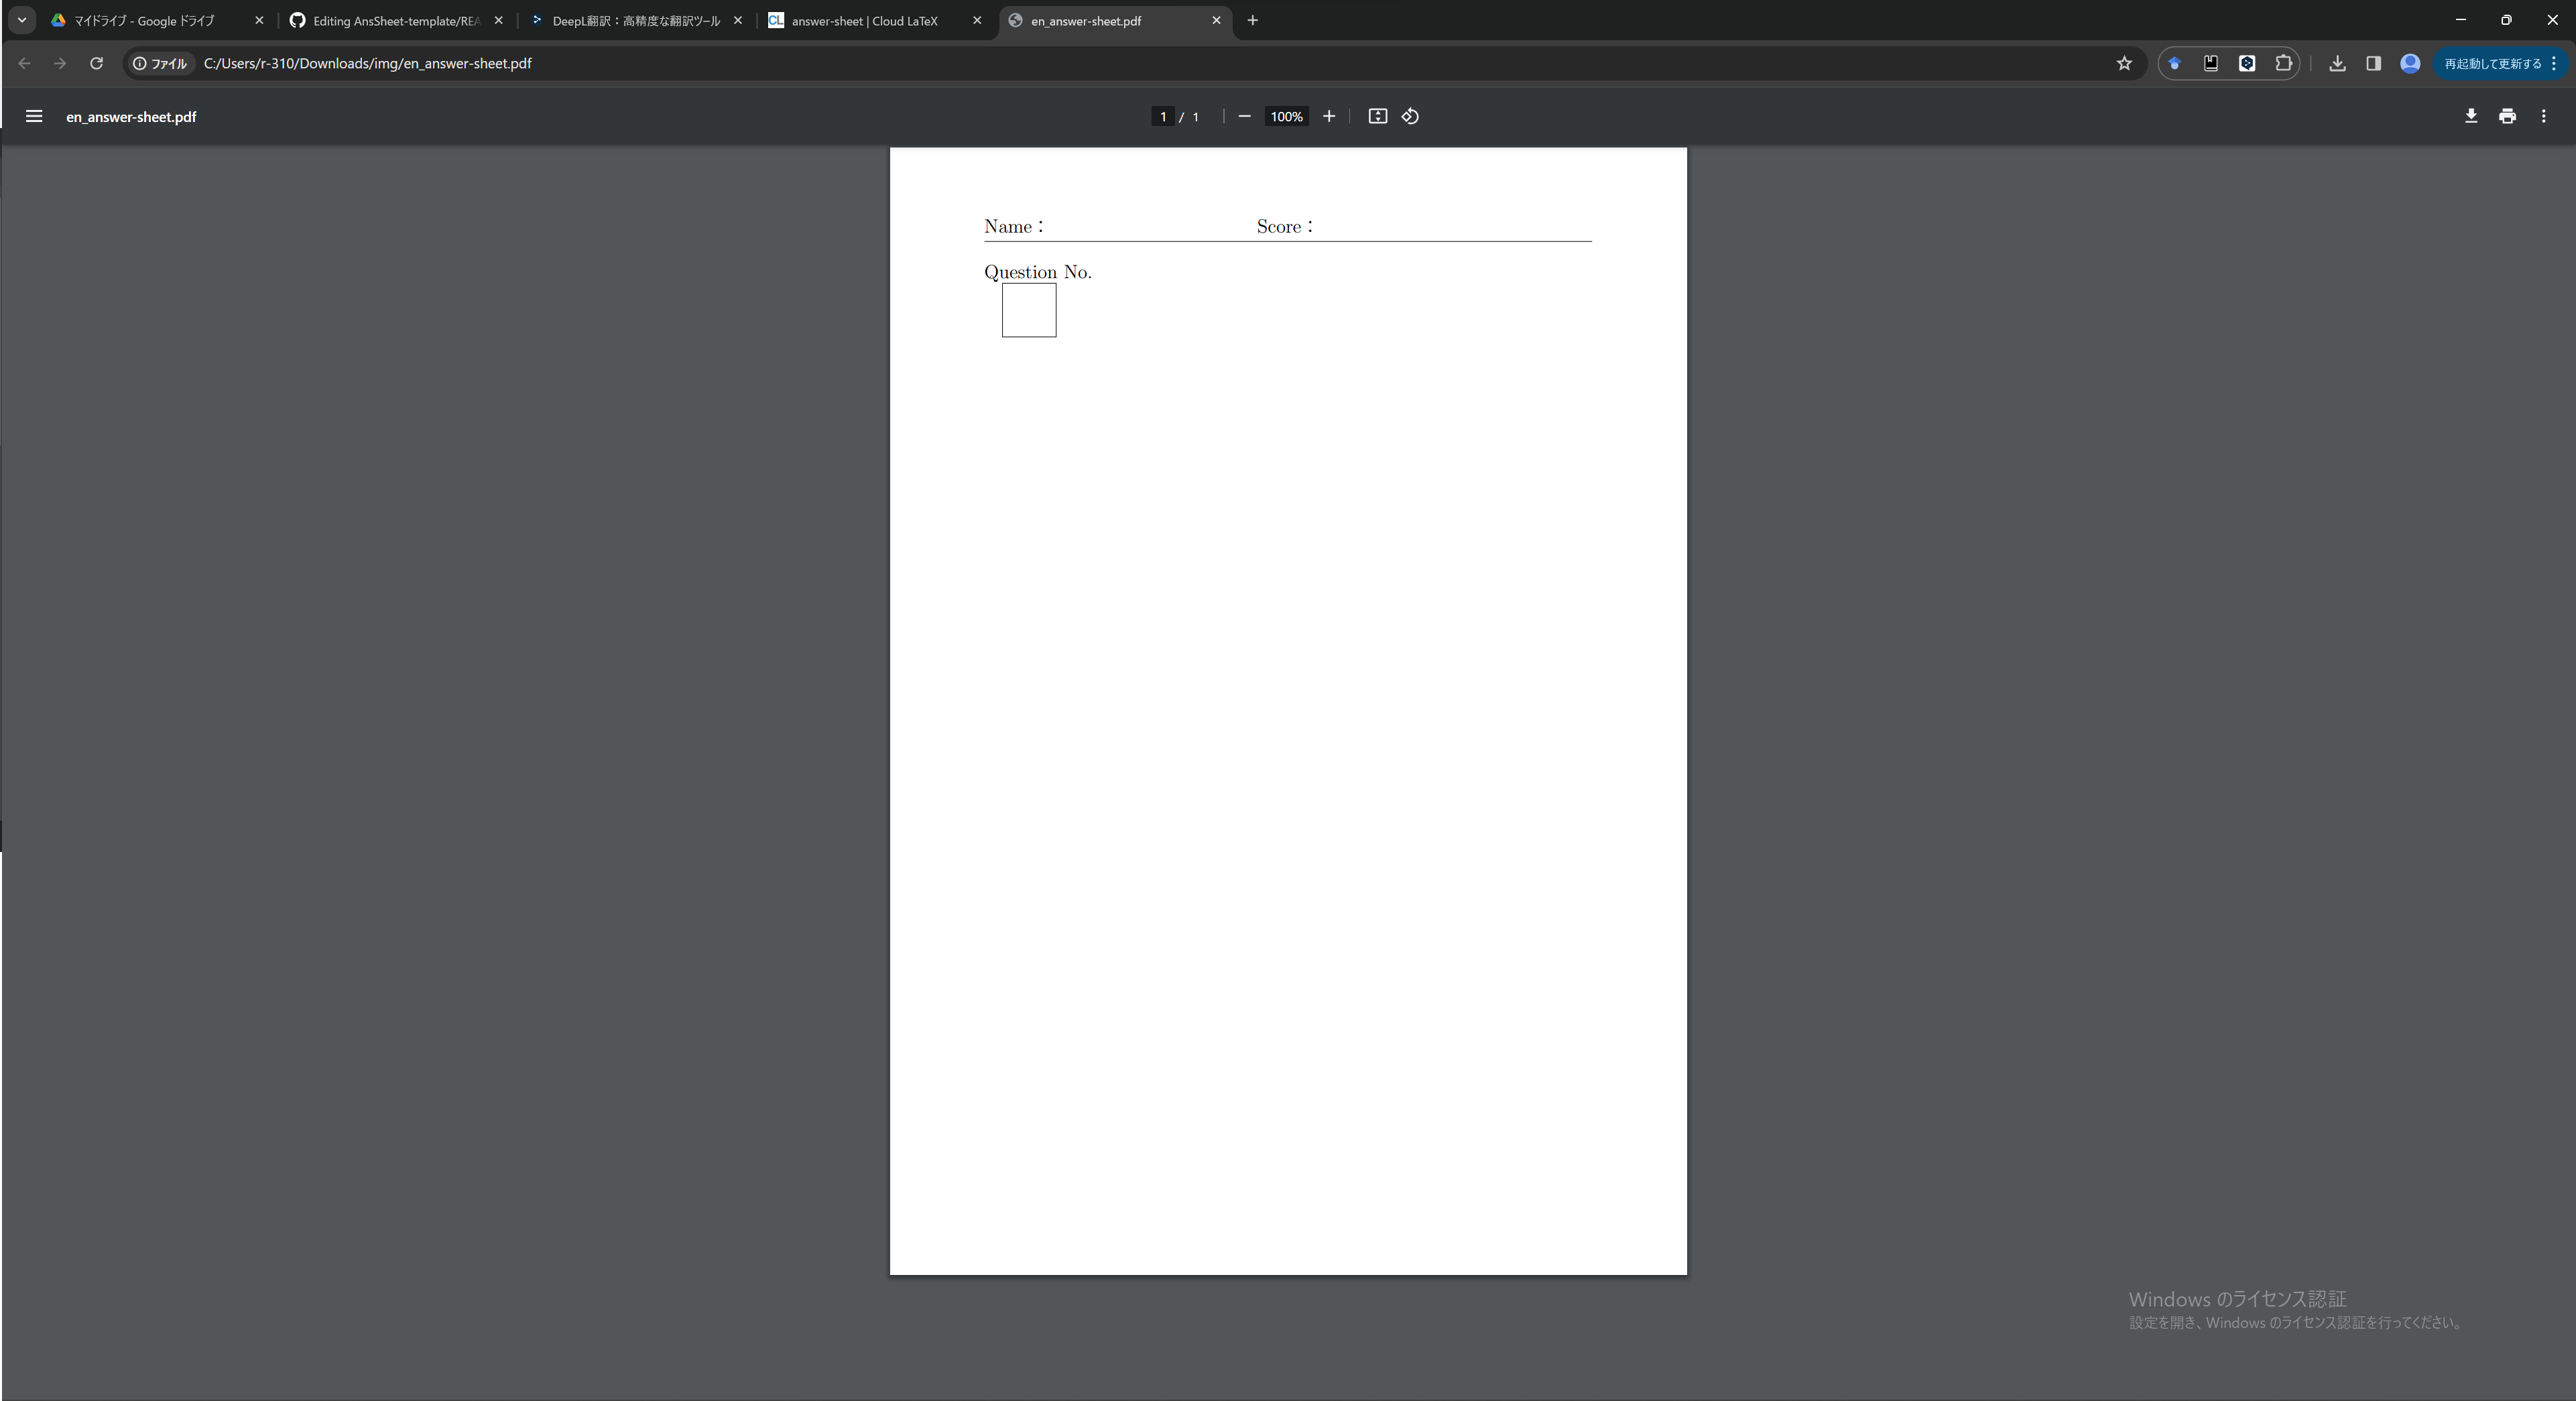 マイドライブ - Google ドライブ
Editing AnsSheet-template/REA
DeepL翻訳：高精度な翻訳ツール
CL answer-sheet | Cloud LaTeX
en_answer-sheet.pdf
ファイル C:/Users/r-310/Downloads/img/en_answer-sheet.pdf
再起動して更新する
en_answer-sheet.pdf
1 / 1
100%
Name：
Score：
Question No.
Windows のライセンス認証
設定を開き、Windows のライセンス認証を行ってください。